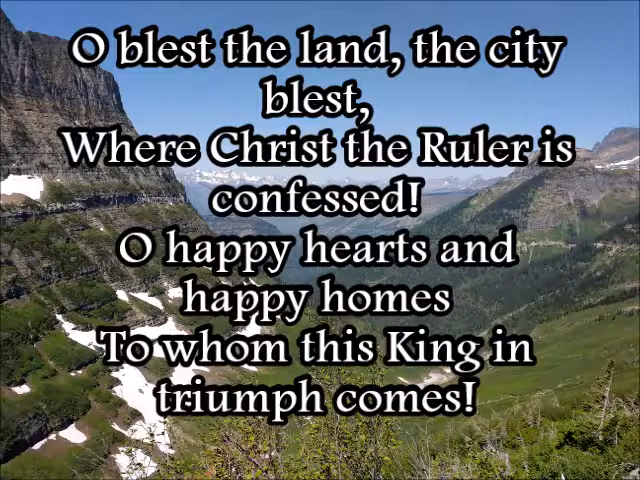 O blest the land, the city
blest,
Where Christ the Ruler is
confessed!
O happy hearts and
happy homes
To whom this King in
triumph comes!